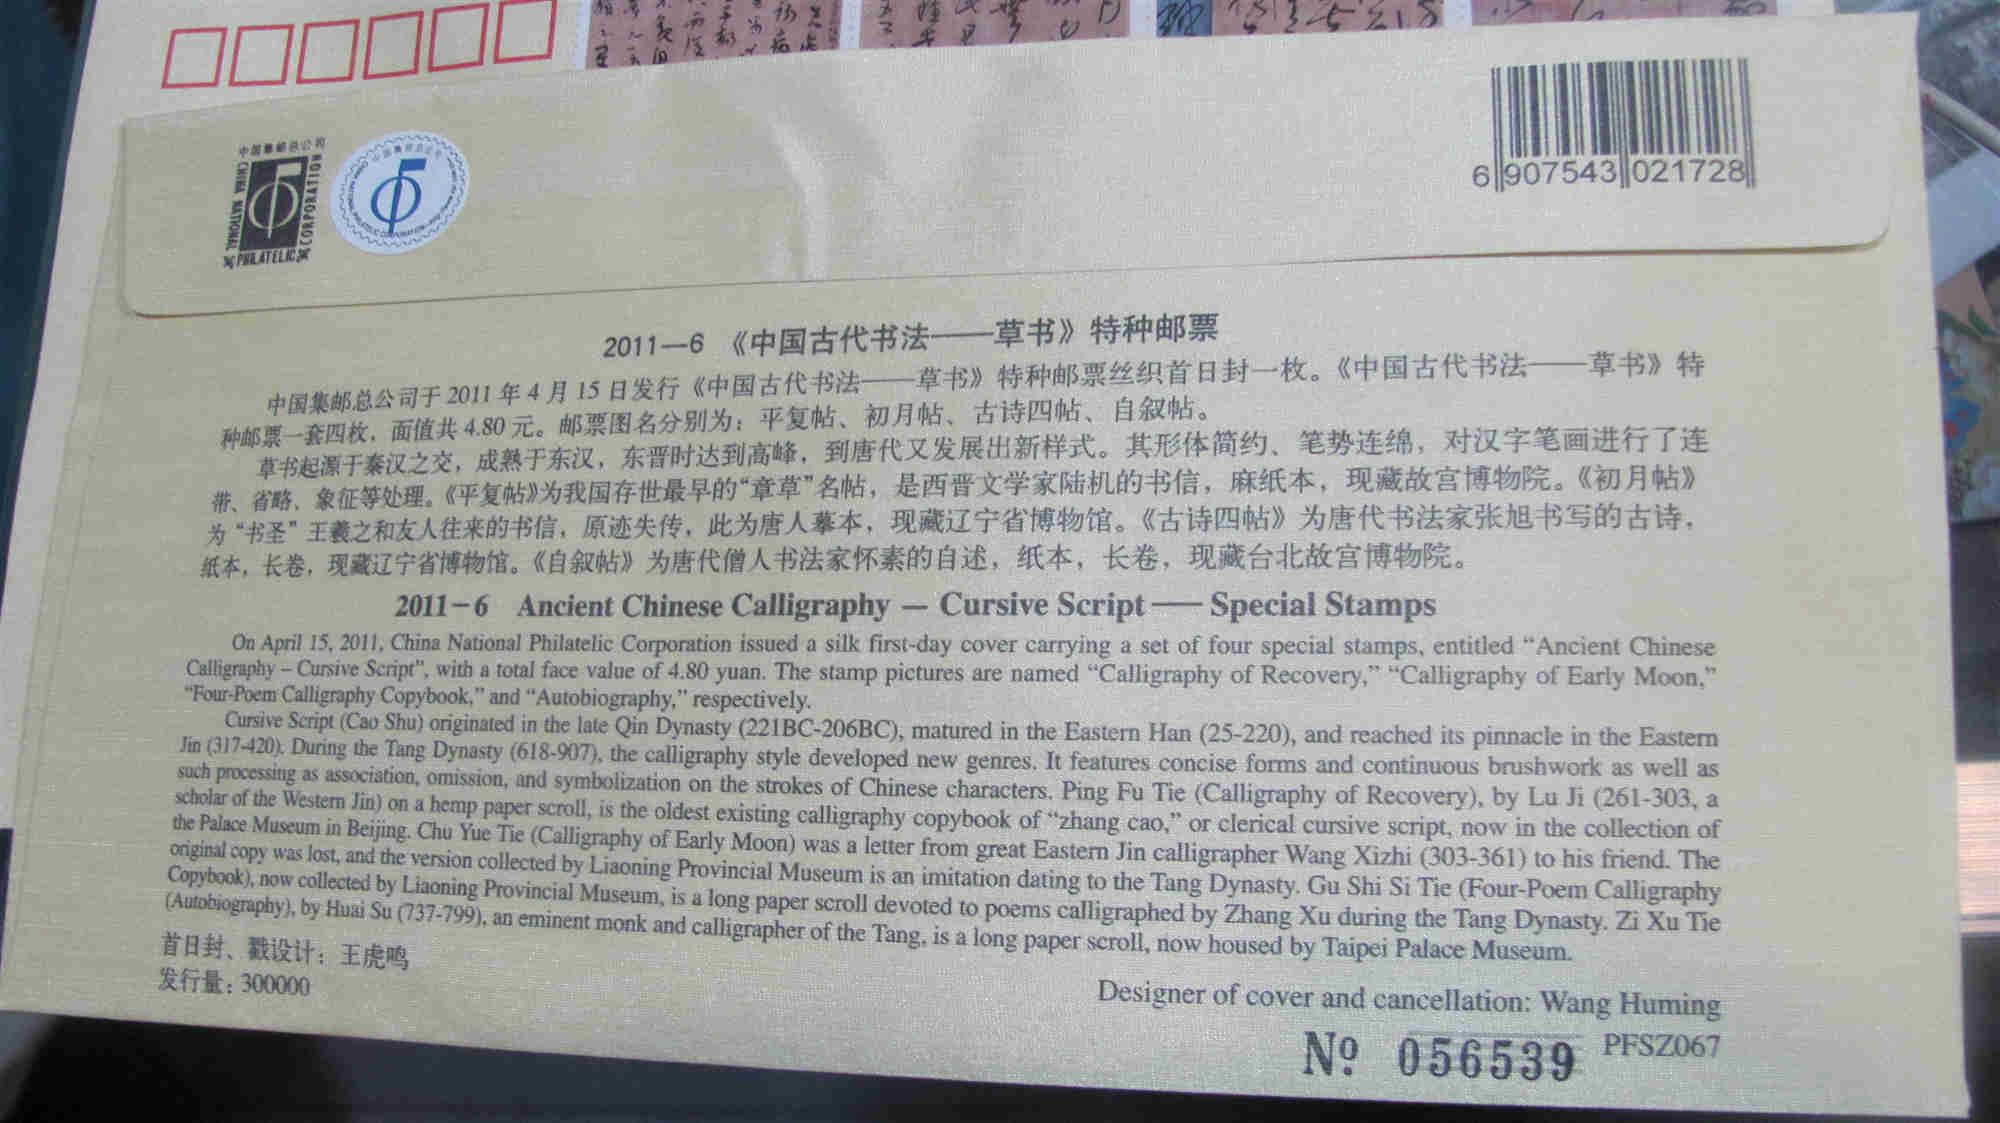 中国集邮总公司
CHINA NATIONAL
PHILATELIC
CORPORATION
中国集邮总公司
6 907543 021728
2011—6 《中国古代书法——草书》特种邮票
中国集邮总公司于 2011 年 4 月 15 日发行《中国古代书法——草书》特种邮票丝织首日封一枚。《中国古代书法——草书》特
种邮票一套四枚，面值共 4.80 元。邮票图名分别为：平复帖、初月帖、古诗四帖、自叙帖。
草书起源于秦汉之交，成熟于东汉，东晋时达到高峰，到唐代又发展出新样式。其形体简约、笔势连绵，对汉字笔画进行了连
带、省略、象征等处理。《平复帖》为我国存世最早的“章草”名帖，是西晋文学家陆机的书信，麻纸本，现藏故宫博物院。《初月帖》
为“书圣”王羲之和友人往来的书信，原迹失传，此为唐人摹本，现藏辽宁省博物馆。《古诗四帖》为唐代书法家张旭书写的古诗，
纸本，长卷，现藏辽宁省博物馆。《自叙帖》为唐代僧人书法家怀素的自述，纸本，长卷，现藏台北故宫博物院。
2011－6 Ancient Chinese Calligraphy — Cursive Script —— Special Stamps
On April 15, 2011, China National Philatelic Corporation issued a silk first-day cover carrying a set of four special stamps, entitled “Ancient Chinese
Calligraphy – Cursive Script”, with a total face value of 4.80 yuan. The stamp pictures are named “Calligraphy of Recovery,” “Calligraphy of Early Moon,”
“Four-Poem Calligraphy Copybook,” and “Autobiography,” respectively.
Cursive Script (Cao Shu) originated in the late Qin Dynasty (221BC-206BC), matured in the Eastern Han (25-220), and reached its pinnacle in the Eastern
Jin (317-420). During the Tang Dynasty (618-907), the calligraphy style developed new genres. It features concise forms and continuous brushwork as well as
such processing as association, omission, and symbolization on the strokes of Chinese characters. Ping Fu Tie (Calligraphy of Recovery), by Lu Ji (261-303, a
scholar of the Western Jin) on a hemp paper scroll, is the oldest existing calligraphy copybook of “zhang cao,” or clerical cursive script, now in the collection of
the Palace Museum in Beijing. Chu Yue Tie (Calligraphy of Early Moon) was a letter from great Eastern Jin calligrapher Wang Xizhi (303-361) to his friend. The
original copy was lost, and the version collected by Liaoning Provincial Museum is an imitation dating to the Tang Dynasty. Gu Shi Si Tie (Four-Poem Calligraphy
Copybook), now collected by Liaoning Provincial Museum, is a long paper scroll devoted to poems calligraphed by Zhang Xu during the Tang Dynasty. Zi Xu Tie
(Autobiography), by Huai Su (737-799), an eminent monk and calligrapher of the Tang, is a long paper scroll, now housed by Taipei Palace Museum.
首日封、戳设计：王虎鸣
发行量：300000
Designer of cover and cancellation: Wang Huming
Nº 056539 PFSZ067